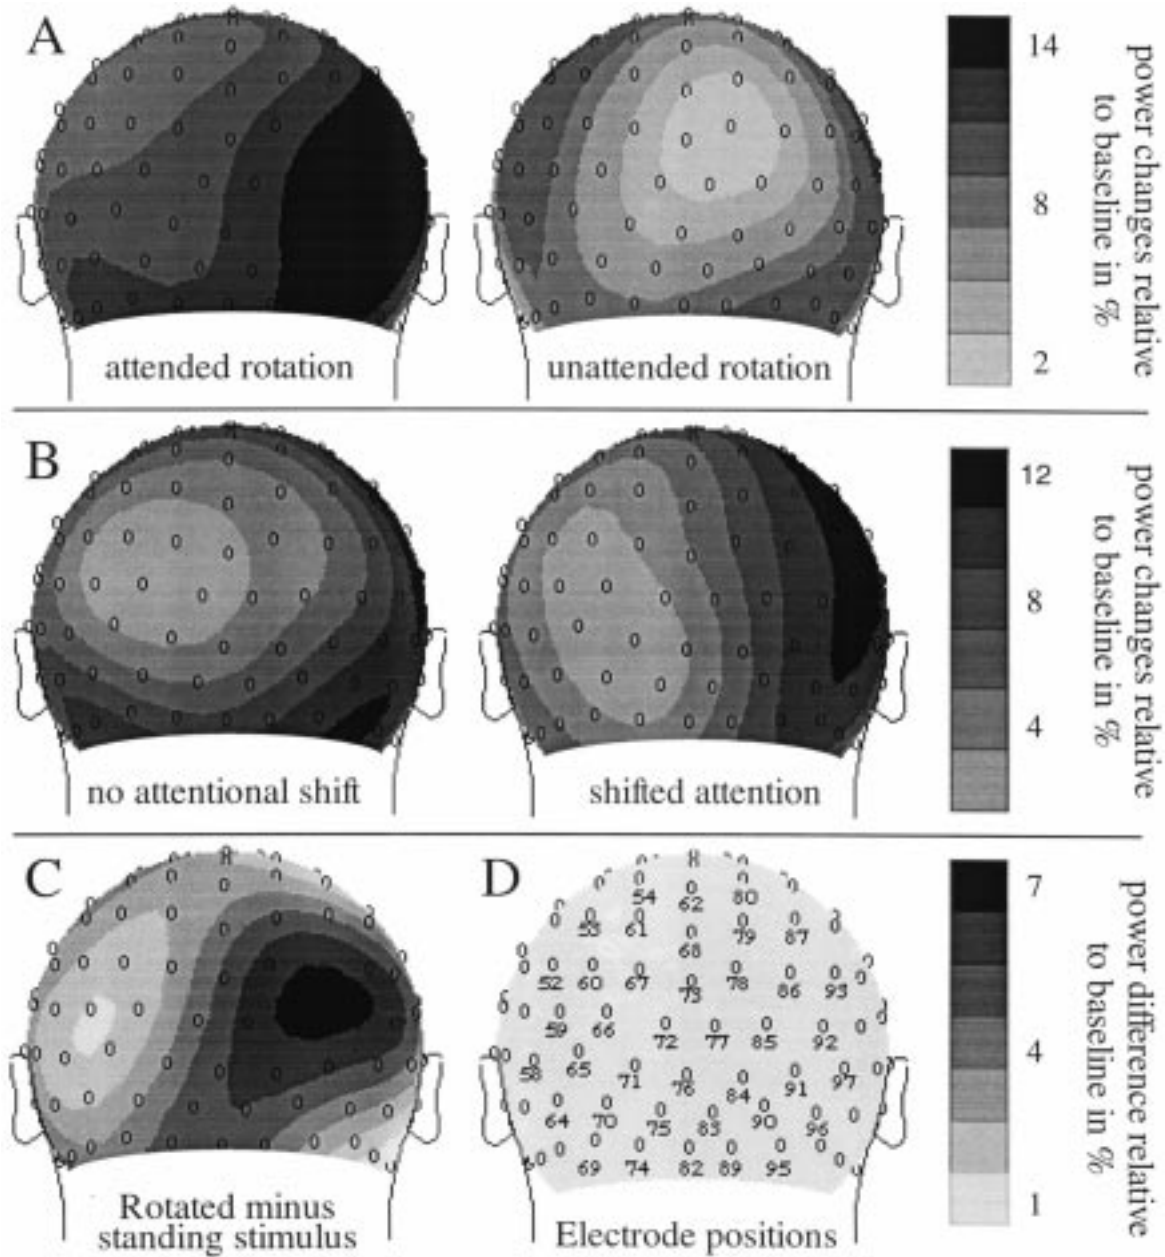 A
14
8
2
power changes relative
to baseline in %
attended rotation
unattended rotation
B
12
8
4
power changes relative
to baseline in %
no attentional shift
shifted attention
C
D
7
4
1
power difference relative
to baseline in %
54 62 80
53 61 68 79 87
52 60 67 73 78 86 93
59 66 72 77 85 92
58 65 71 76 84 91 97
64 70 75 83 90 96
69 74 82 89 95
Rotated minus
standing stimulus
Electrode positions